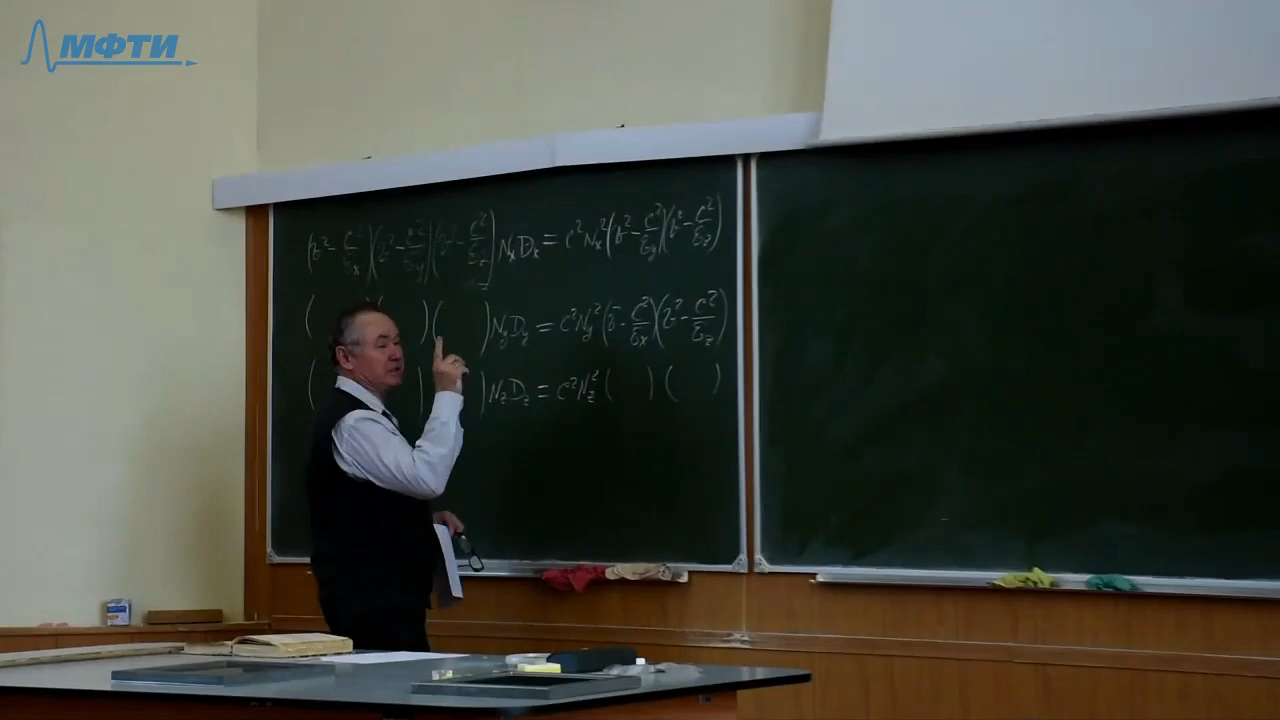 МФТИ
(v² - c²/εx)(v² - c²/εy)(v² - c²/εz) NxDx = c²Nx²(v² - c²/εy)(v² - c²/εz)
( )( )( ) NyDy = c²Ny²(v - c²/εx)(v² - c²/εz)
( )( )( ) NzDz = c²Nz²( )( )